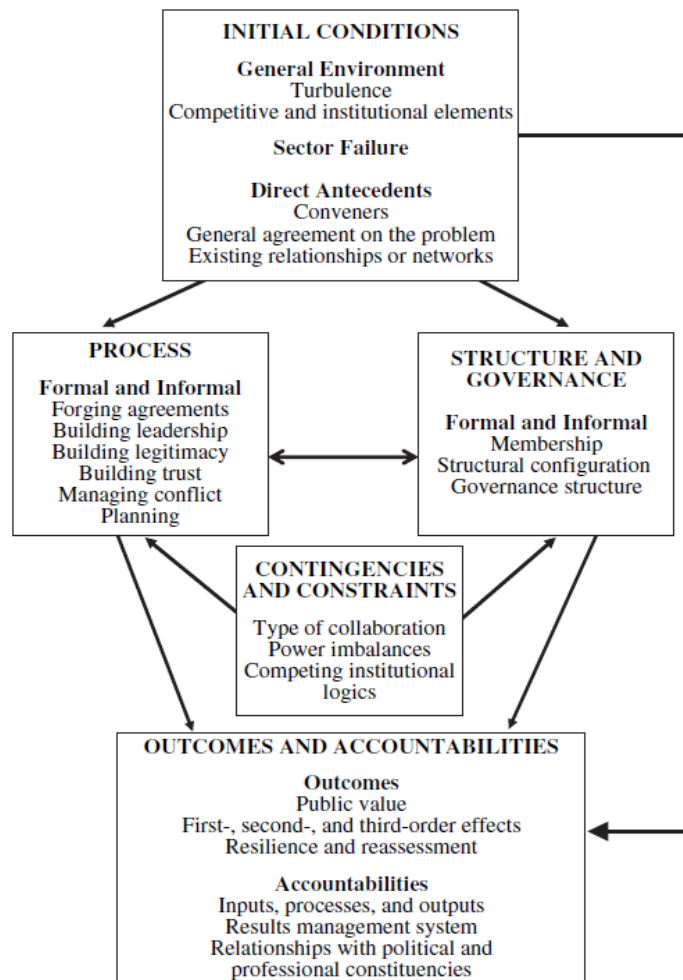 INITIAL CONDITIONS
General Environment
Turbulence
Competitive and institutional elements
Sector Failure
Direct Antecedents
Conveners
General agreement on the problem
Existing relationships or networks
PROCESS
Formal and Informal
Forging agreements
Building leadership
Building legitimacy
Building trust
Managing conflict
Planning
STRUCTURE AND
GOVERNANCE
Formal and Informal
Membership
Structural configuration
Governance structure
CONTINGENCIES
AND CONSTRAINTS
Type of collaboration
Power imbalances
Competing institutional
logics
OUTCOMES AND ACCOUNTABILITIES
Outcomes
Public value
First-, second-, and third-order effects
Resilience and reassessment
Accountabilities
Inputs, processes, and outputs
Results management system
Relationships with political and
professional constituencies